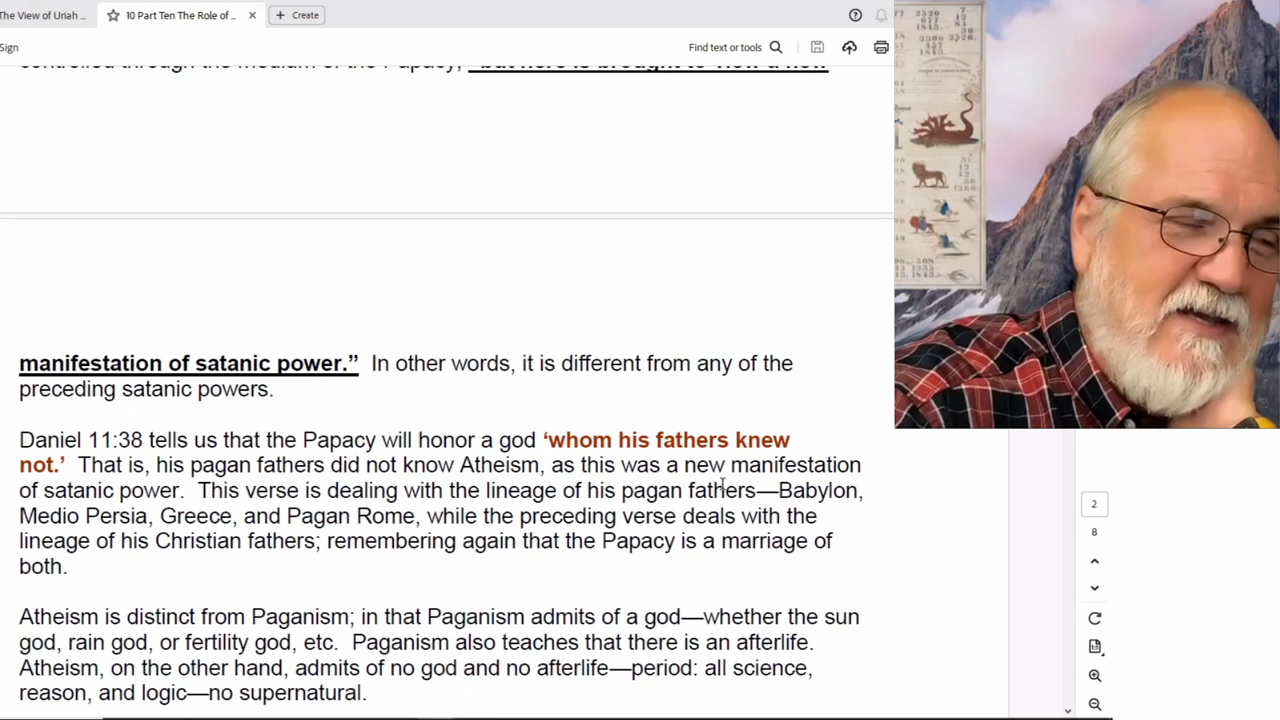 The View of Uriah ...
10 Part Ten The Role of ...
Create
Sign
Find text or tools
manifestation of satanic power.” In other words, it is different from any of the
preceding satanic powers.
Daniel 11:38 tells us that the Papacy will honor a god ‘whom his fathers knew
not.’ That is, his pagan fathers did not know Atheism, as this was a new manifestation
of satanic power. This verse is dealing with the lineage of his pagan fathers—Babylon,
Medio Persia, Greece, and Pagan Rome, while the preceding verse deals with the
lineage of his Christian fathers; remembering again that the Papacy is a marriage of
both.
Atheism is distinct from Paganism; in that Paganism admits of a god—whether the sun
god, rain god, or fertility god, etc. Paganism also teaches that there is an afterlife.
Atheism, on the other hand, admits of no god and no afterlife—period: all science,
reason, and logic—no supernatural.
2
8